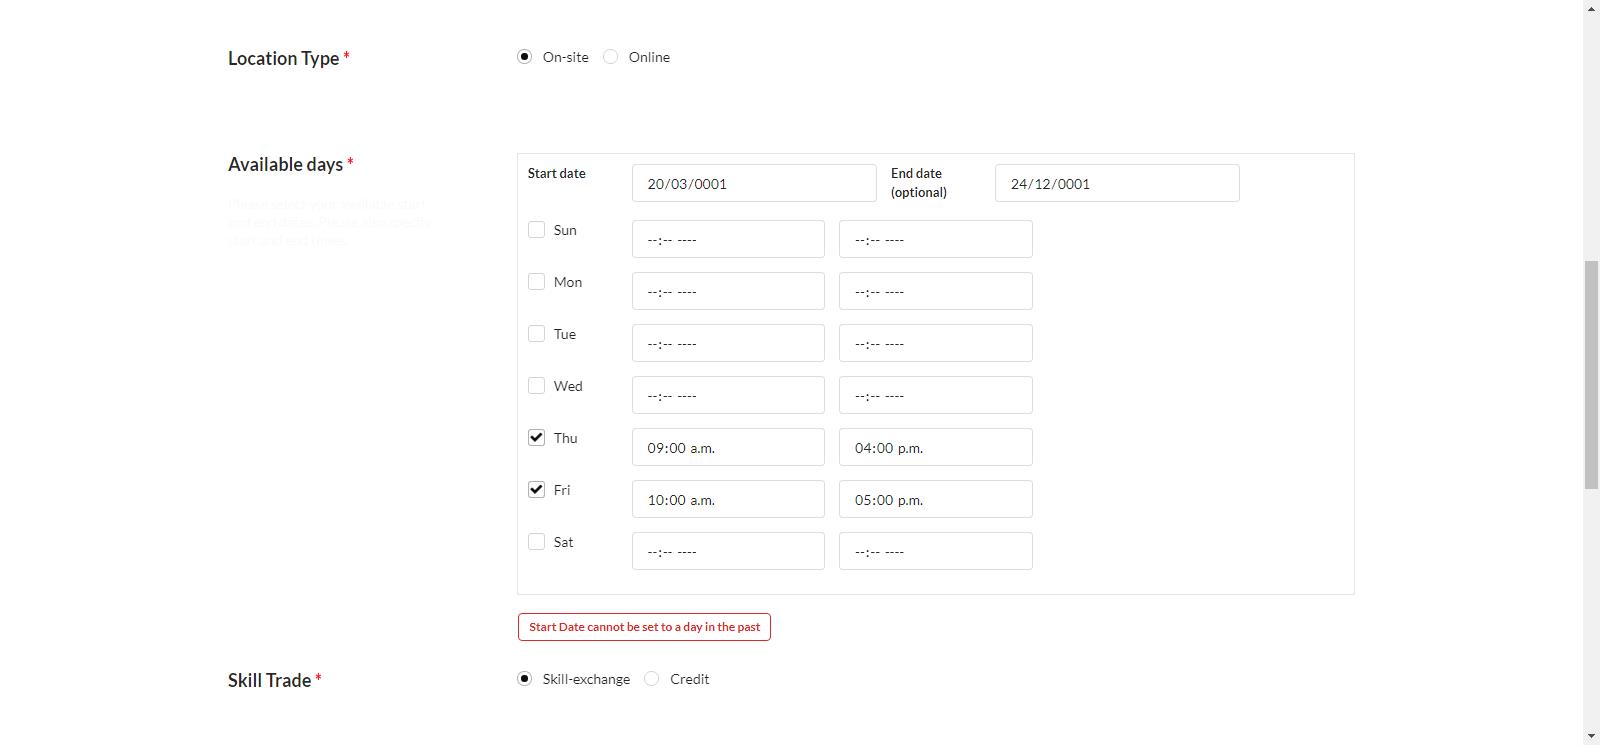 Location Type *
On-site Online
Available days *
Please select your available start
and end dates. Please also specify
start and end times.
Start date 20/03/0001 End date (optional) 24/12/0001
Sun --:-- ---- --:-- ----
Mon --:-- ---- --:-- ----
Tue --:-- ---- --:-- ----
Wed --:-- ---- --:-- ----
Thu 09:00 a.m. 04:00 p.m.
Fri 10:00 a.m. 05:00 p.m.
Sat --:-- ---- --:-- ----
Start Date cannot be set to a day in the past
Skill Trade *
Skill-exchange Credit